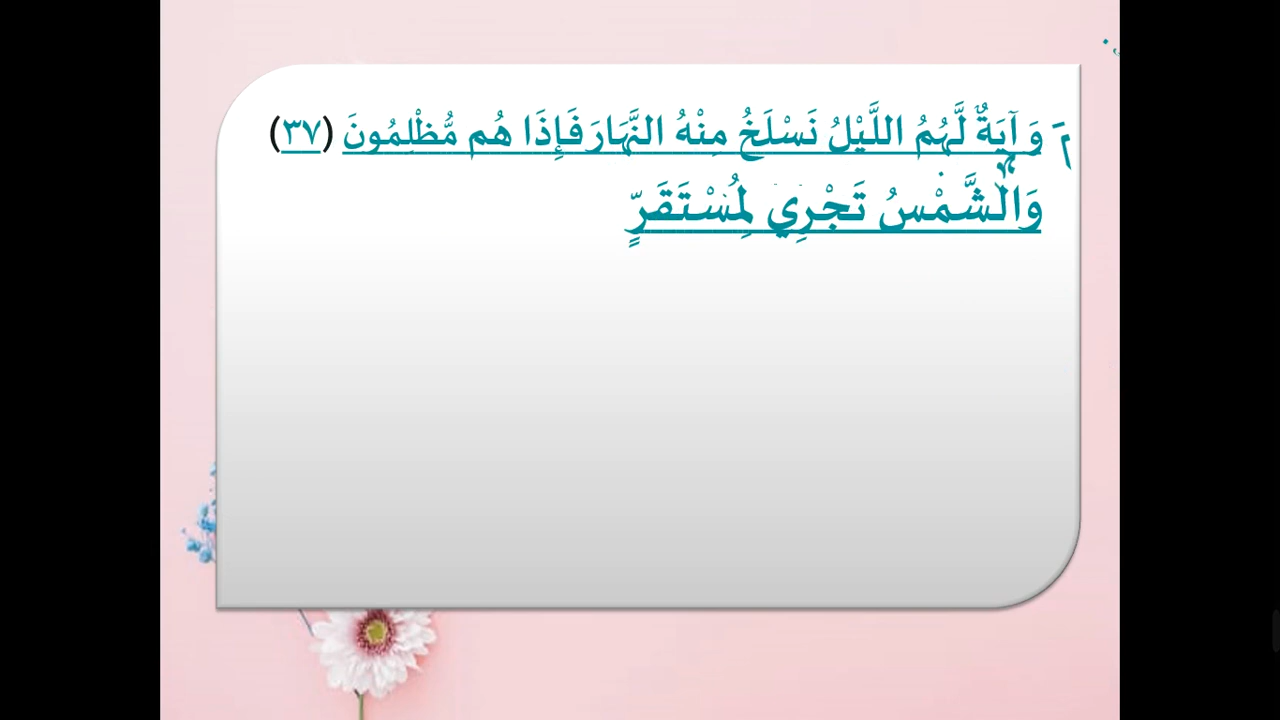 وَ آيَةٌ لَّهُمُ اللَّيْلُ نَسْلَخُ مِنْهُ النَّهَارَ فَإِذَا هُم مُّظْلِمُونَ (٣٧)
وَالشَّمْسُ تَجْرِي لِمُسْتَقَرٍّ